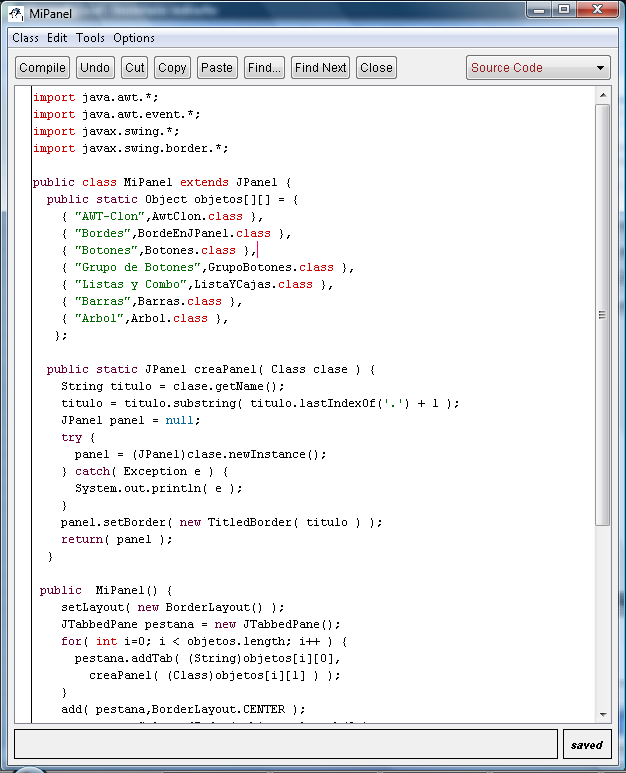 MiPanel
Class Edit Tools Options
Compile Undo Cut Copy Paste Find... Find Next Close Source Code
import java.awt.*;
import java.awt.event.*;
import javax.swing.*;
import javax.swing.border.*;
public class MiPanel extends JPanel {
public static Object objetos[][] = {
{ "AWT-Clon",AwtClon.class },
{ "Bordes",BordeEnJPanel.class },
{ "Botones",Botones.class },
{ "Grupo de Botones",GrupoBotones.class },
{ "Listas y Combo",ListaYCajas.class },
{ "Barras",Barras.class },
{ "Arbol",Arbol.class },
};
public static JPanel creaPanel( Class clase ) {
String titulo = clase.getName();
titulo = titulo.substring( titulo.lastIndexOf('.') + 1 );
JPanel panel = null;
try {
panel = (JPanel)clase.newInstance();
} catch( Exception e ) {
System.out.println( e );
}
panel.setBorder( new TitledBorder( titulo ) );
return( panel );
}
public  MiPanel() {
setLayout( new BorderLayout() );
JTabbedPane pestana = new JTabbedPane();
for( int i=0; i < objetos.length; i++ ) {
pestana.addTab( (String)objetos[i][0],
creaPanel( (Class)objetos[i][1] ) );
}
add( pestana,BorderLayout.CENTER );
saved